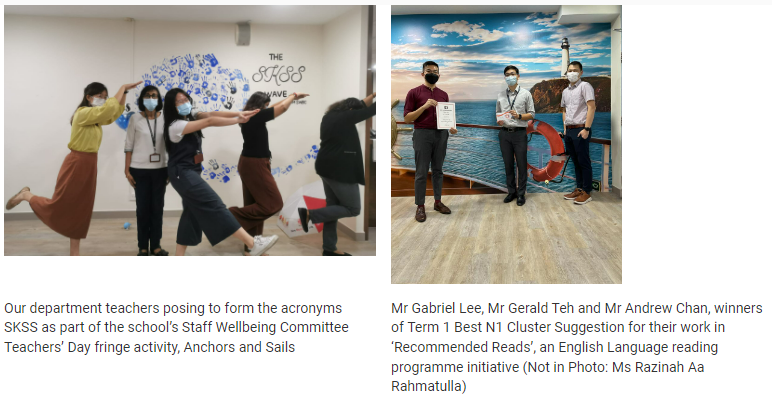 THE
SKSS
WAVE
Our department teachers posing to form the acronyms
SKSS as part of the school's Staff Wellbeing Committee
Teachers' Day fringe activity, Anchors and Sails
Mr Gabriel Lee, Mr Gerald Teh and Mr Andrew Chan, winners
of Term 1 Best N1 Cluster Suggestion for their work in
‘Recommended Reads’, an English Language reading
programme initiative (Not in Photo: Ms Razinah Aa
Rahmatulla)